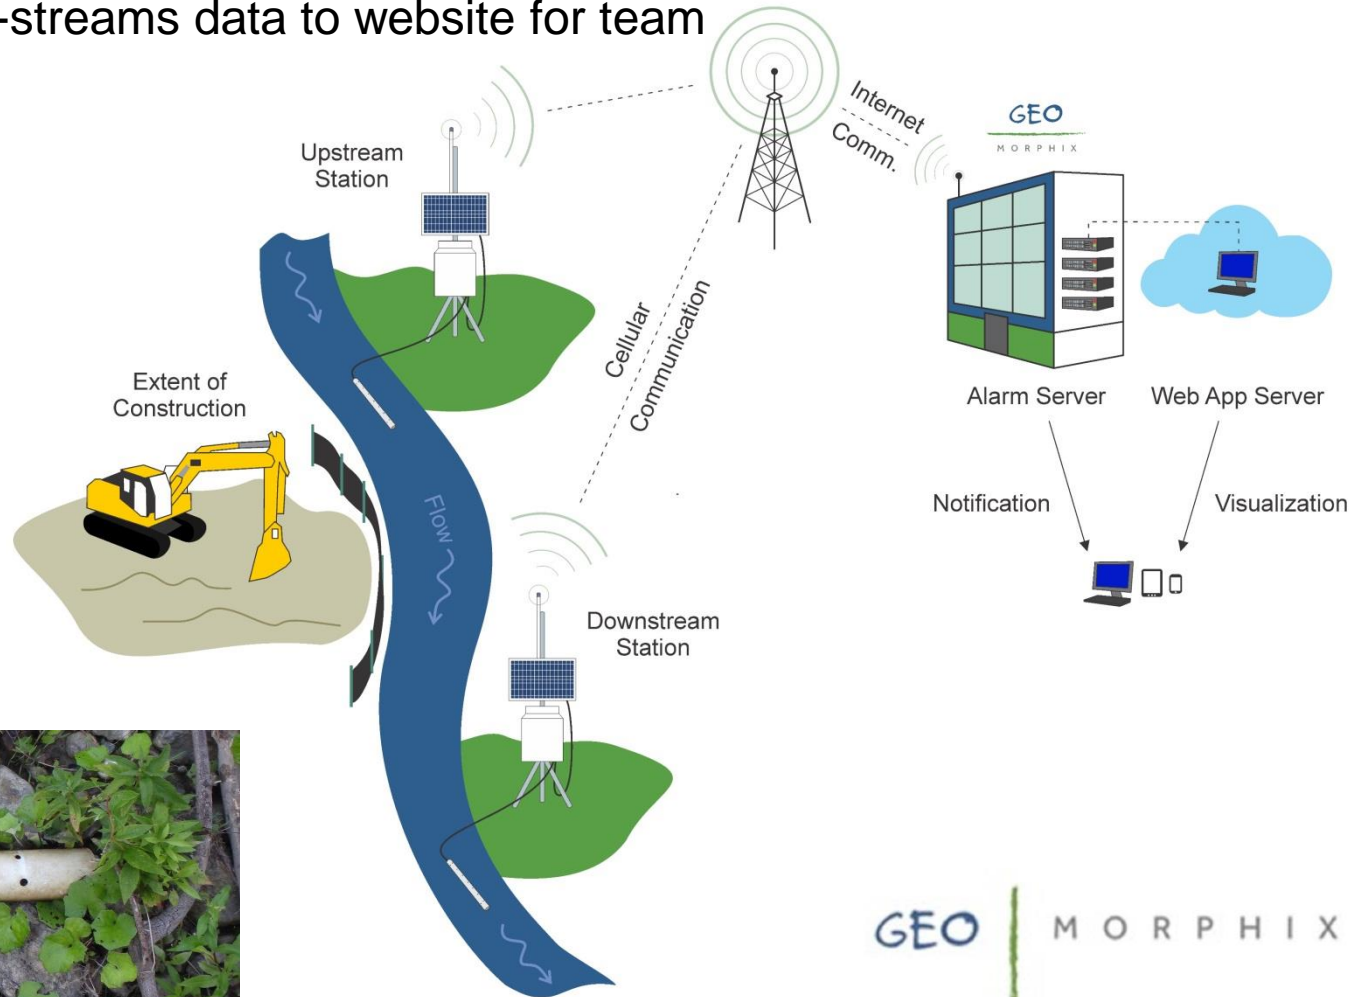 -streams data to website for team
Upstream
Station
Internet
Comm.
GEO
MORPHIX
Cellular
Communication
Extent of
Construction
Flow
Alarm Server
Web App Server
Notification
Visualization
Downstream
Station
GEO MORPHIX